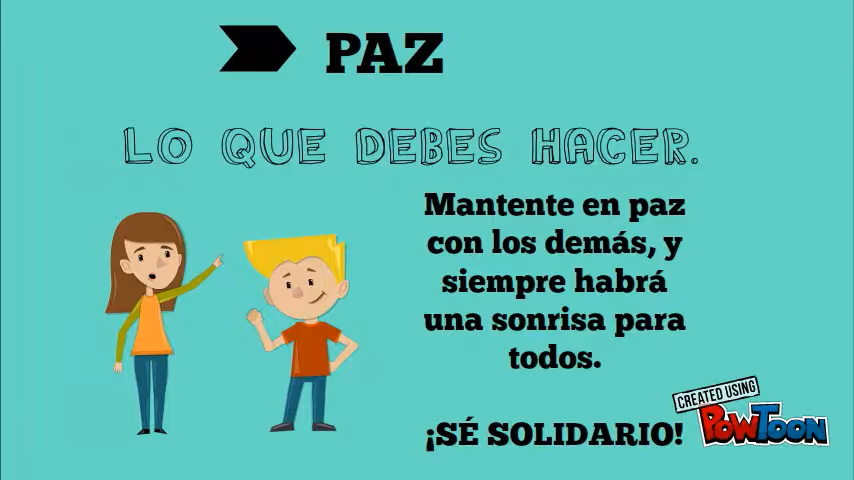 PAZ
LO QUE DEBES HACER.
Mantente en paz
con los demás, y
siempre habrá
una sonrisa para
todos.
¡SÉ SOLIDARIO!
CREATED USING
POWTOON